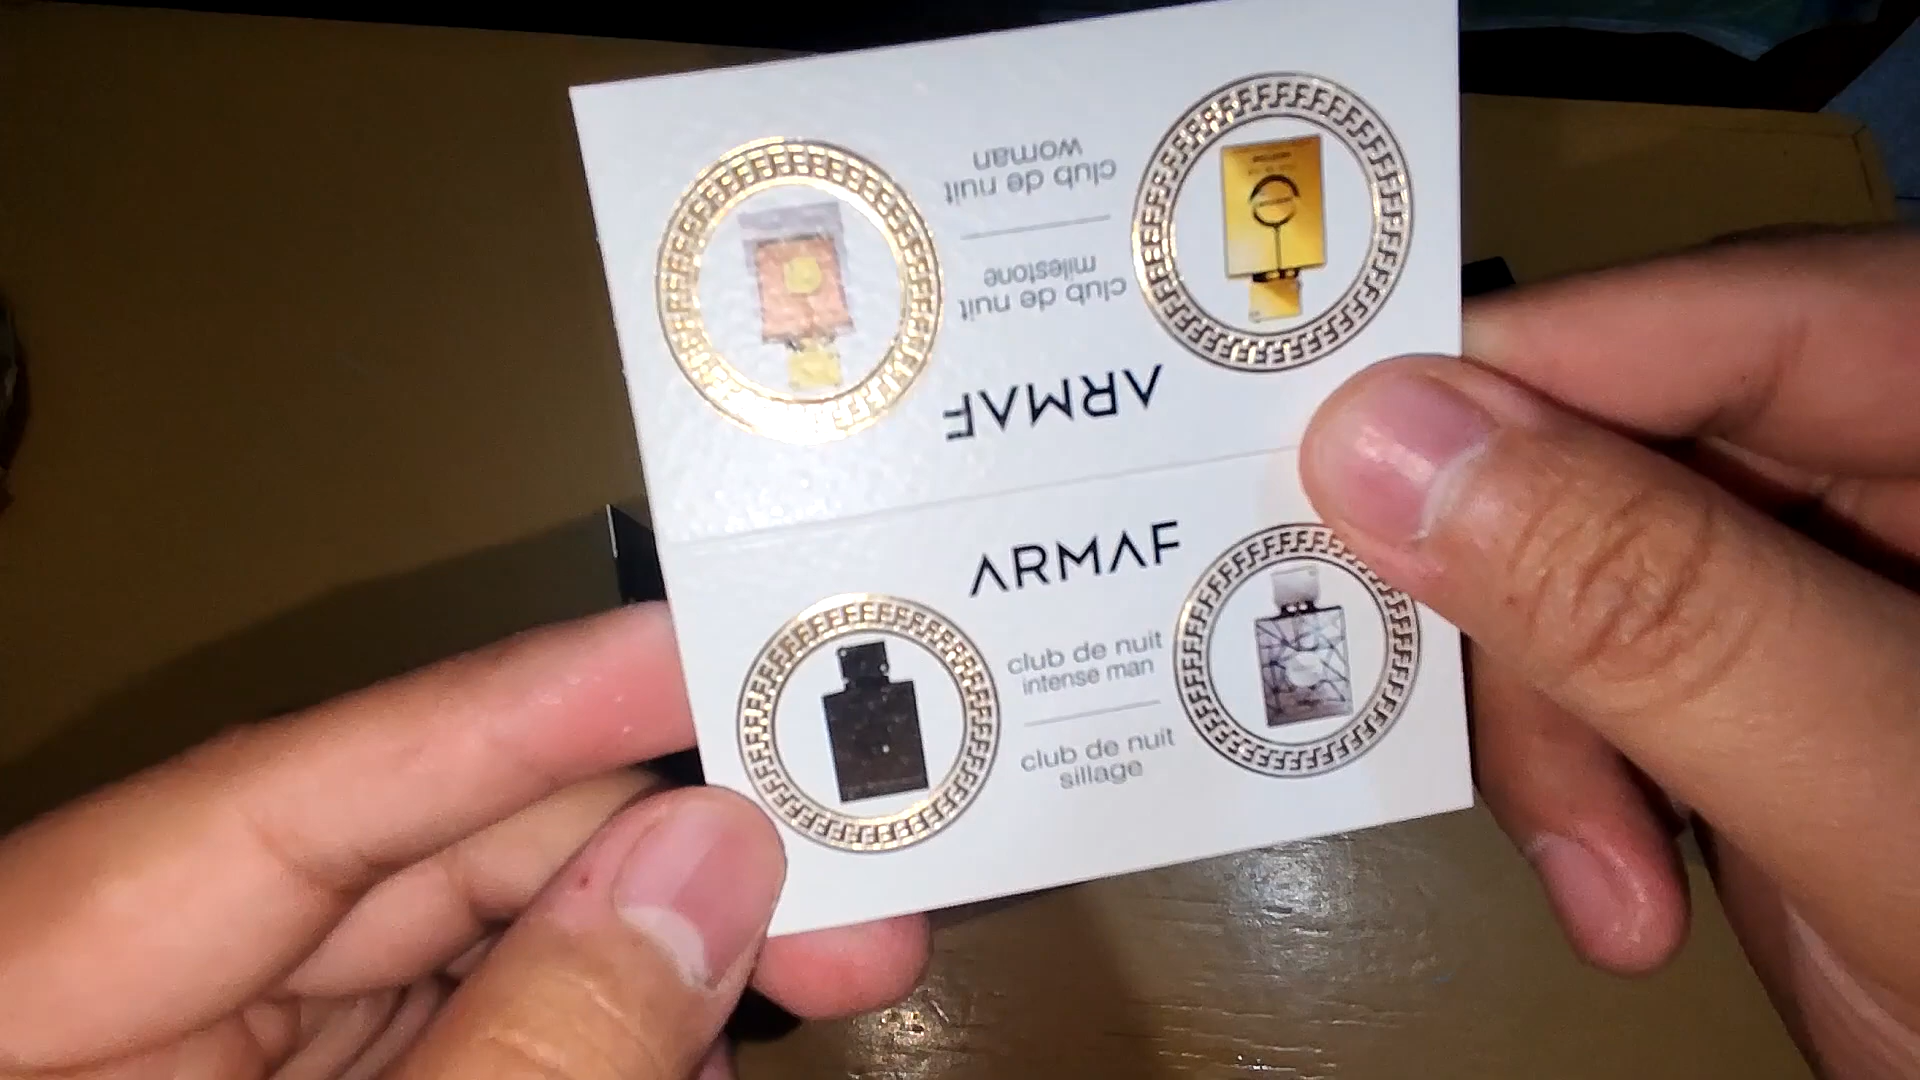 club de nuit
woman
club de nuit
milestone
ARMAF
ARMAF
club de nuit
intense man
club de nuit
sillage